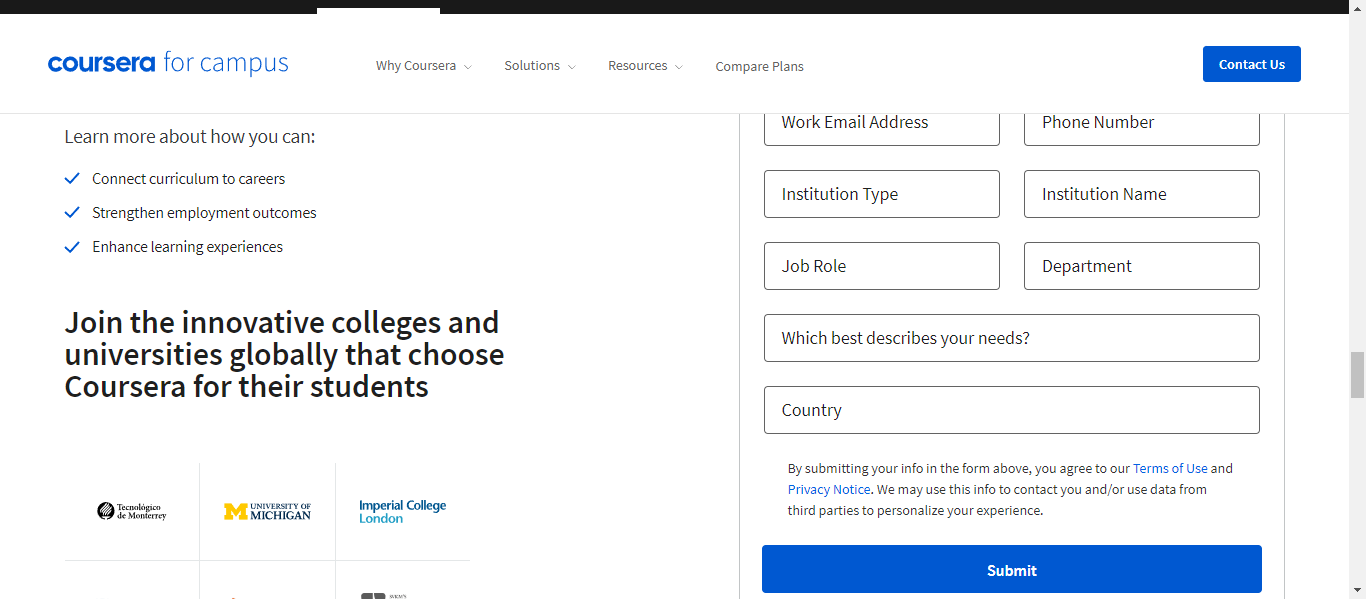 coursera for campus
Why Coursera
Solutions
Resources
Compare Plans
Contact Us
Learn more about how you can:
Connect curriculum to careers
Strengthen employment outcomes
Enhance learning experiences
Join the innovative colleges and
universities globally that choose
Coursera for their students
Tecnológico
de Monterrey
UNIVERSITY OF
MICHIGAN
Imperial College
London
Work Email Address
Phone Number
Institution Type
Institution Name
Job Role
Department
Which best describes your needs?
Country
By submitting your info in the form above, you agree to our Terms of Use and
Privacy Notice. We may use this info to contact you and/or use data from
third parties to personalize your experience.
Submit